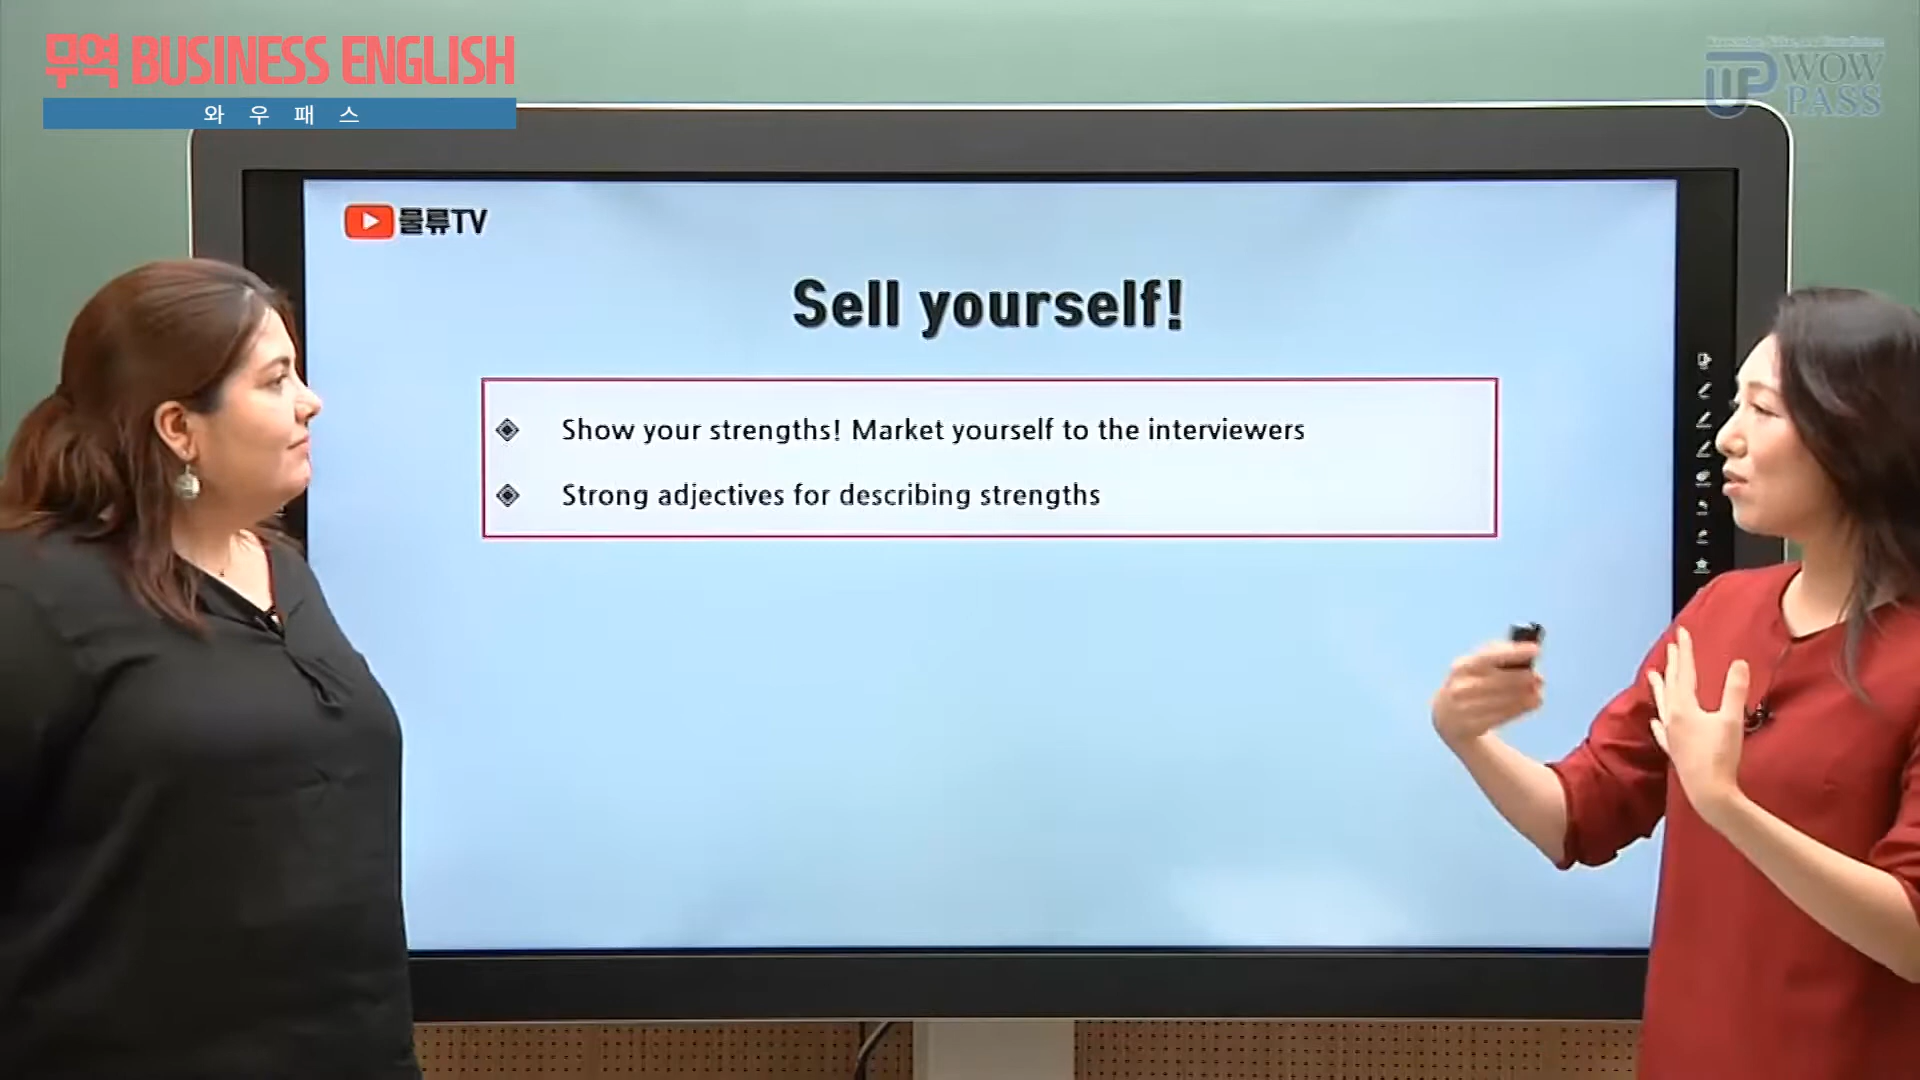 무역 BUSINESS ENGLISH
와우패스
WOW
PASS
물류TV
Sell yourself!
Show your strengths! Market yourself to the interviewers
Strong adjectives for describing strengths